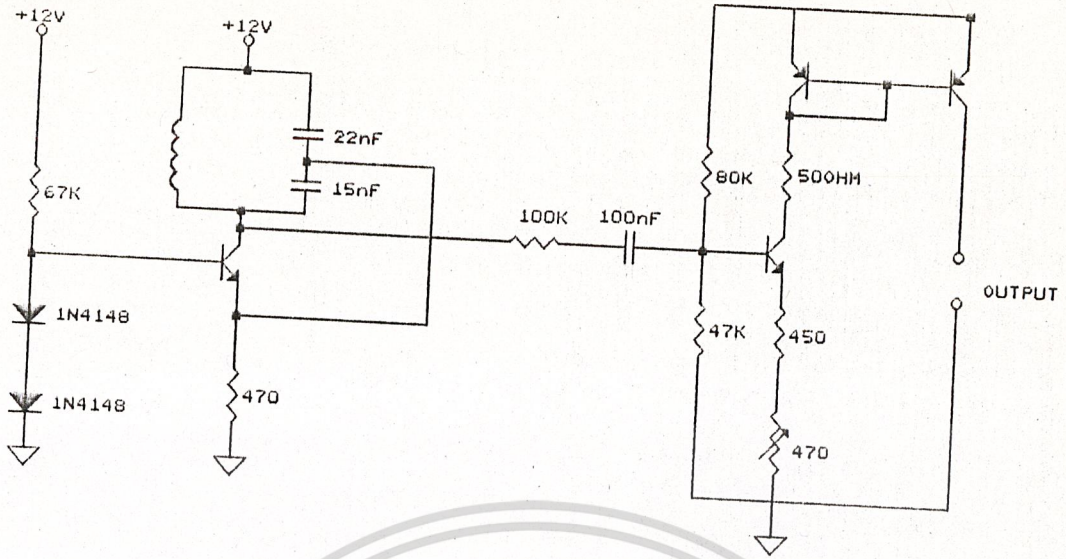 +12V
+12V
22nF
15nF
67K
1N4148
1N4148
470
100K
100nF
80K
500HM
47K
450
470
OUTPUT